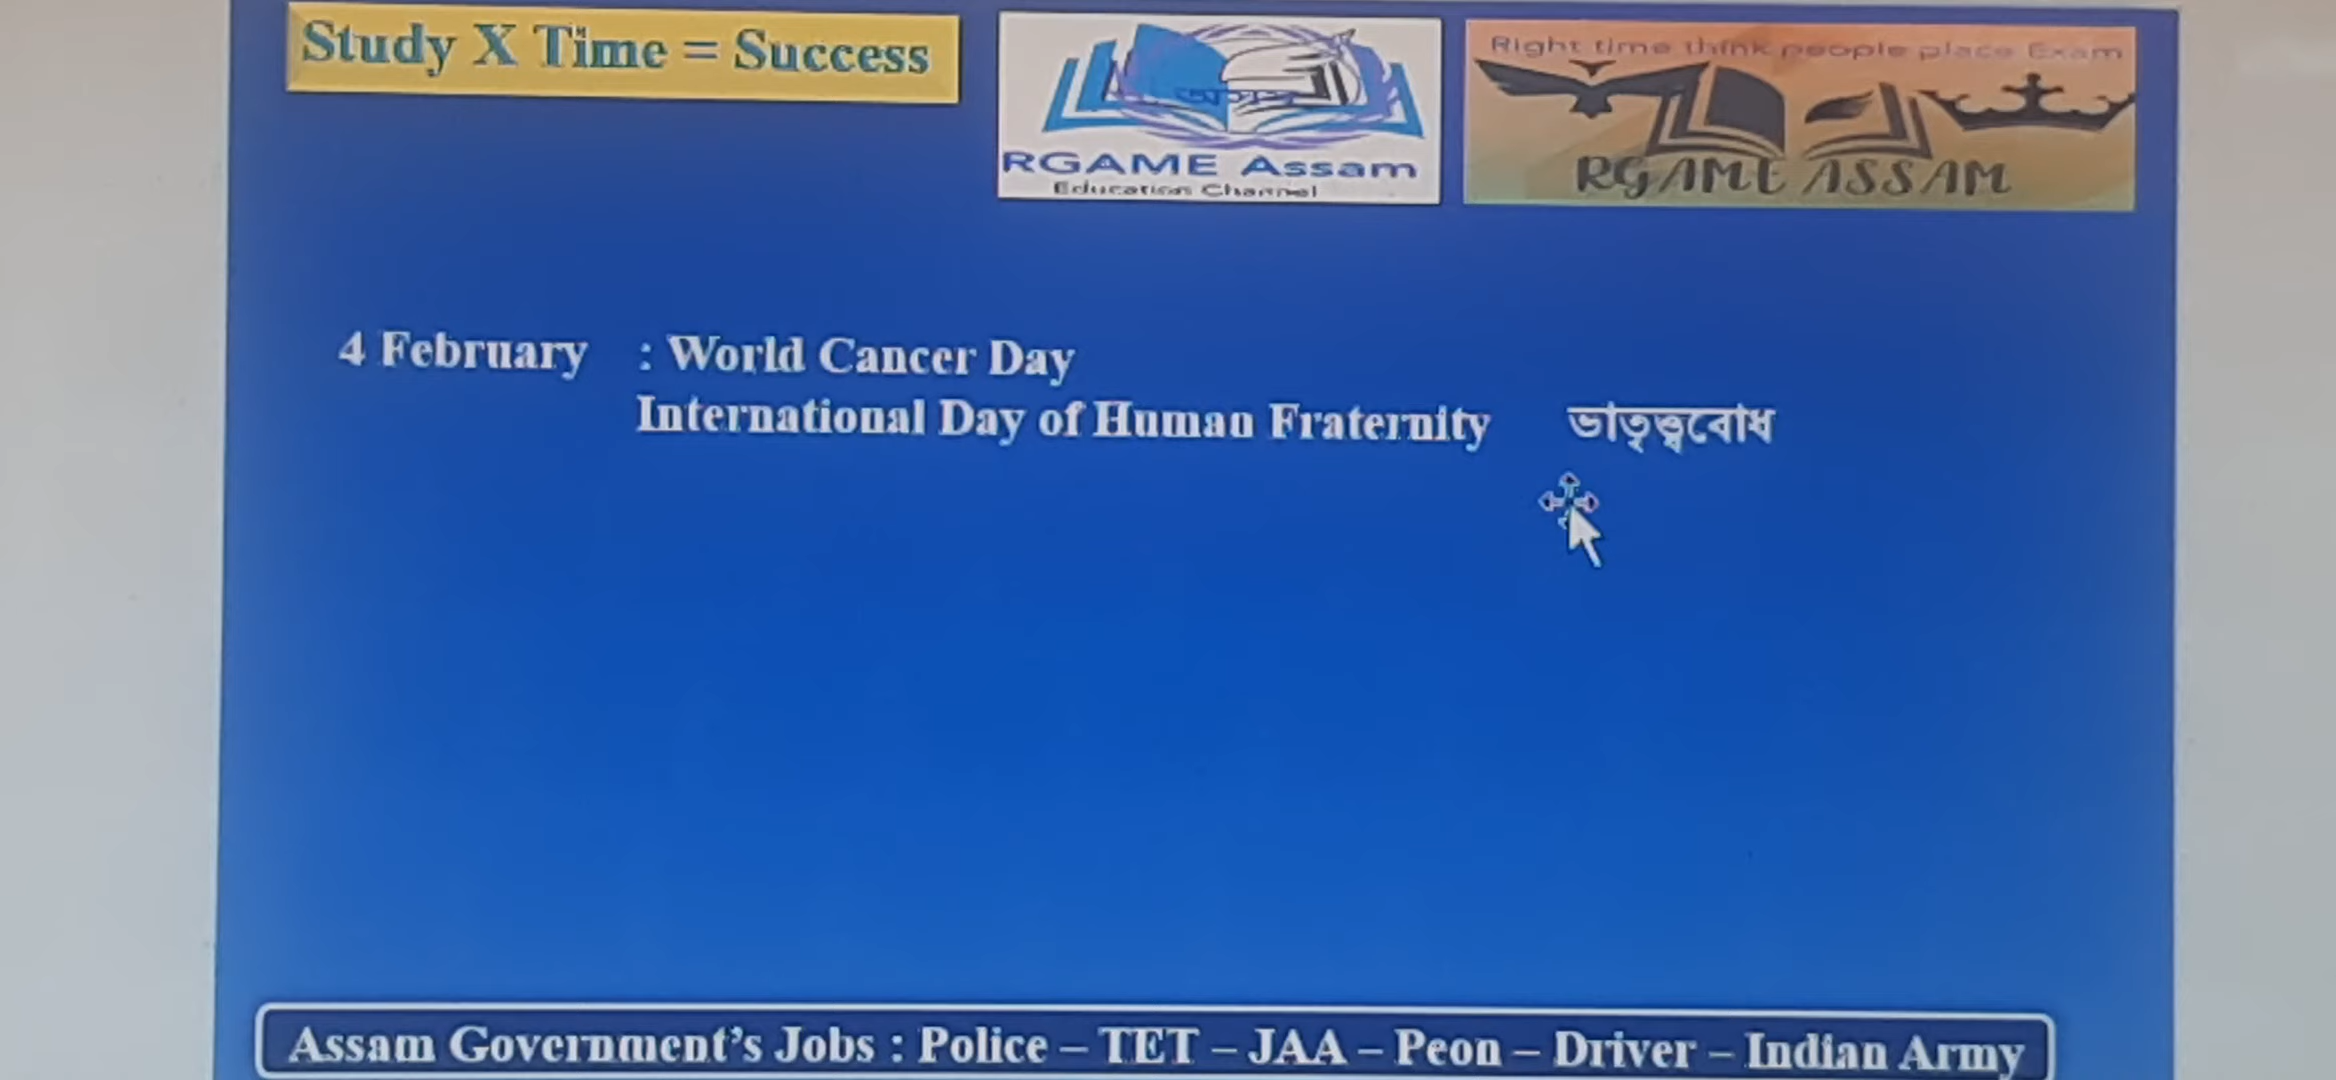 Study X Time = Success
RGAME Assam
Education Channel
Right time think people place Exam
RGAME ASSAM
4 February : World Cancer Day
International Day of Human Fraternity ভাতৃত্ববোধ
Assam Government’s Jobs : Police – TET – JAA – Peon – Driver – Indian Army